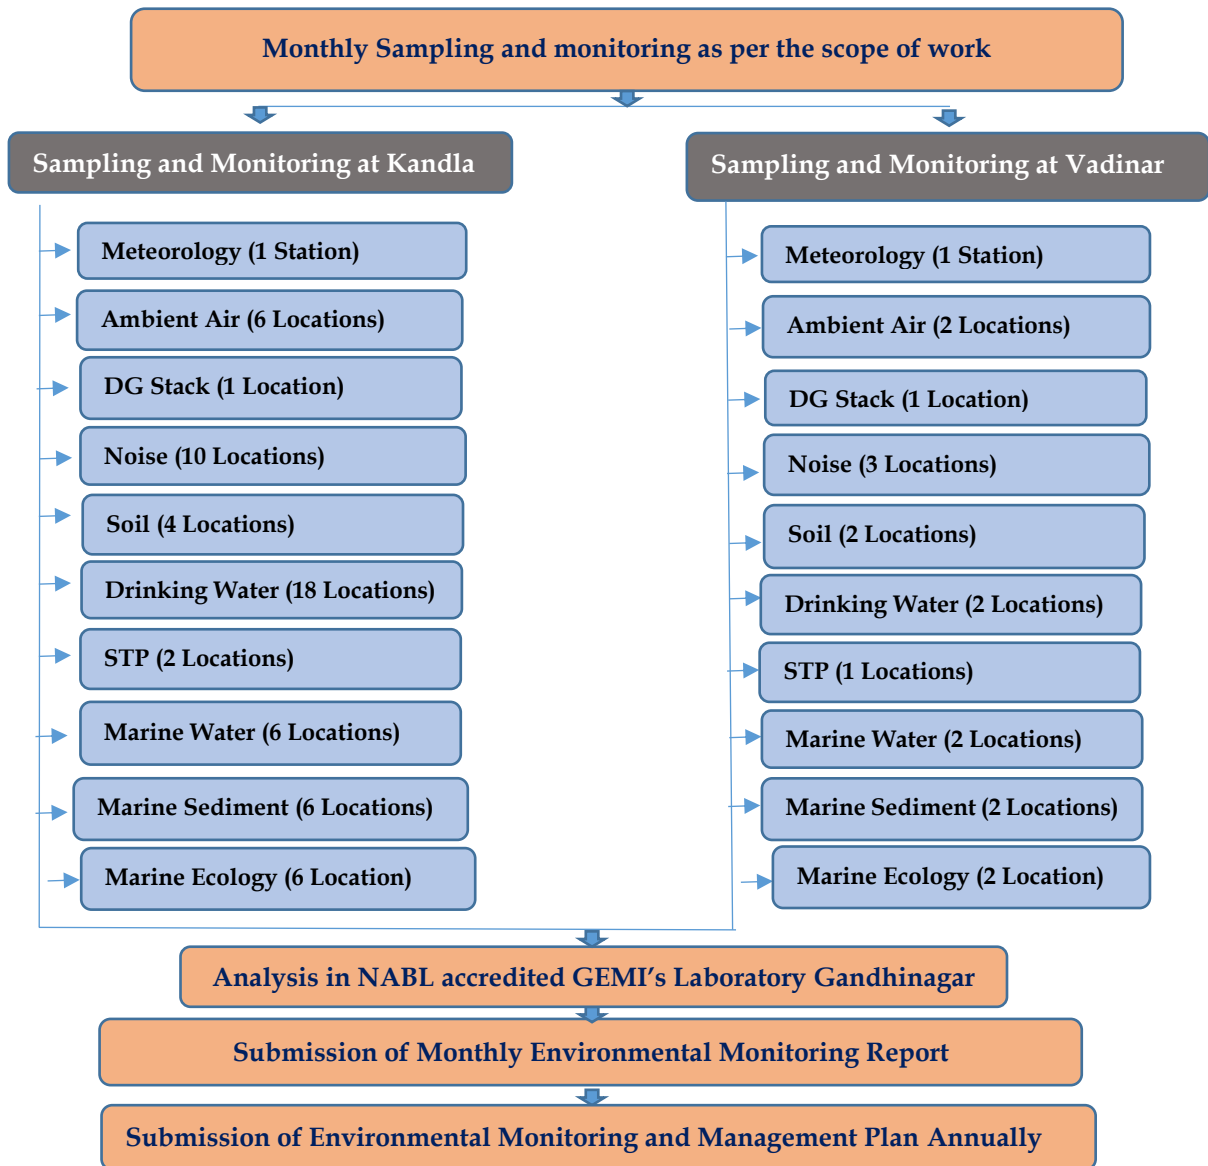 Monthly Sampling and monitoring as per the scope of work
Sampling and Monitoring at Kandla
Meteorology (1 Station)
Ambient Air (6 Locations)
DG Stack (1 Location)
Noise (10 Locations)
Soil (4 Locations)
Drinking Water (18 Locations)
STP (2 Locations)
Marine Water (6 Locations)
Marine Sediment (6 Locations)
Marine Ecology (6 Location)
Sampling and Monitoring at Vadinar
Meteorology (1 Station)
Ambient Air (2 Locations)
DG Stack (1 Location)
Noise (3 Locations)
Soil (2 Locations)
Drinking Water (2 Locations)
STP (1 Locations)
Marine Water (2 Locations)
Marine Sediment (2 Locations)
Marine Ecology (2 Location)
Analysis in NABL accredited GEMI’s Laboratory Gandhinagar
Submission of Monthly Environmental Monitoring Report
Submission of Environmental Monitoring and Management Plan Annually